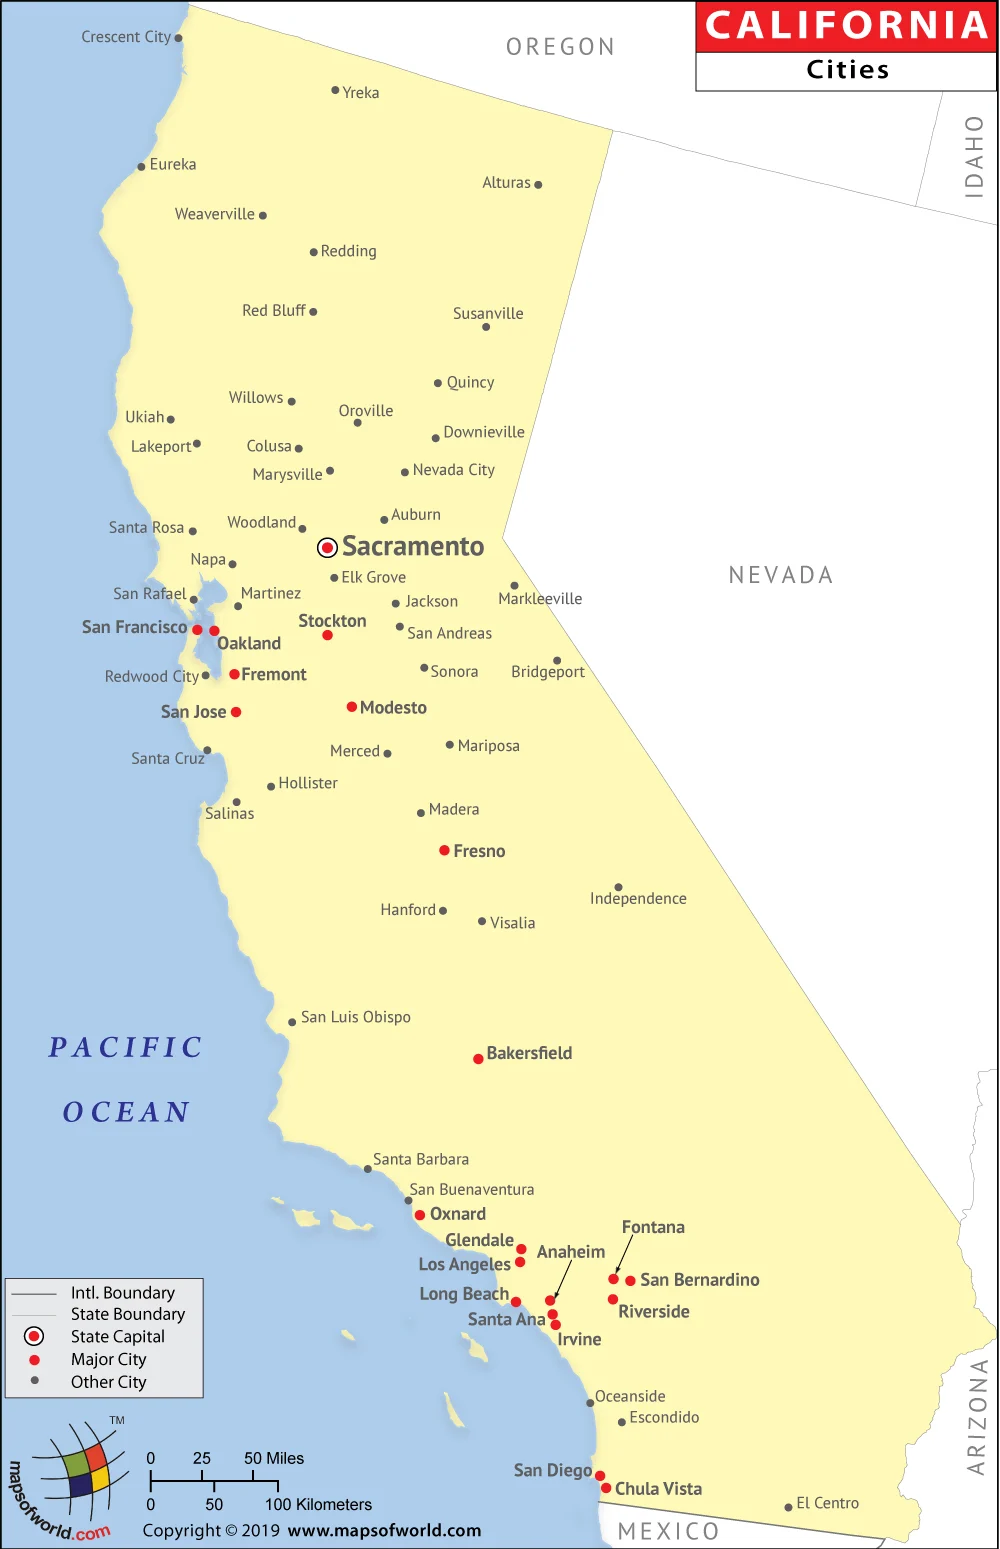 CALIFORNIA
Cities
OREGON
IDAHO
Crescent City
Yreka
Eureka
Alturas
Weaverville
Redding
Red Bluff
Susanville
Quincy
Willows
Oroville
Ukiah
Downieville
Lakeport
Colusa
Marysville
Nevada City
Auburn
Santa Rosa
Woodland
Sacramento
Napa
NEVADA
Elk Grove
San Rafael
Martinez
Markleeville
Jackson
San Francisco
Stockton
San Andreas
Oakland
Redwood City
Fremont
Sonora
Bridgeport
San Jose
Modesto
Santa Cruz
Merced
Mariposa
Hollister
Salinas
Madera
Fresno
Independence
Hanford
Visalia
San Luis Obispo
PACIFIC
OCEAN
Bakersfield
Santa Barbara
San Buenaventura
Oxnard
Fontana
Glendale
Anaheim
Los Angeles
San Bernardino
Long Beach
Riverside
Santa Ana
Irvine
Oceanside
Escondido
San Diego
Chula Vista
El Centro
ARIZONA
MEXICO
Intl. Boundary
State Boundary
State Capital
Major City
Other City
TM
mapsofworld.com
0 25 50 Miles
0 50 100 Kilometers
Copyright © 2019 www.mapsofworld.com